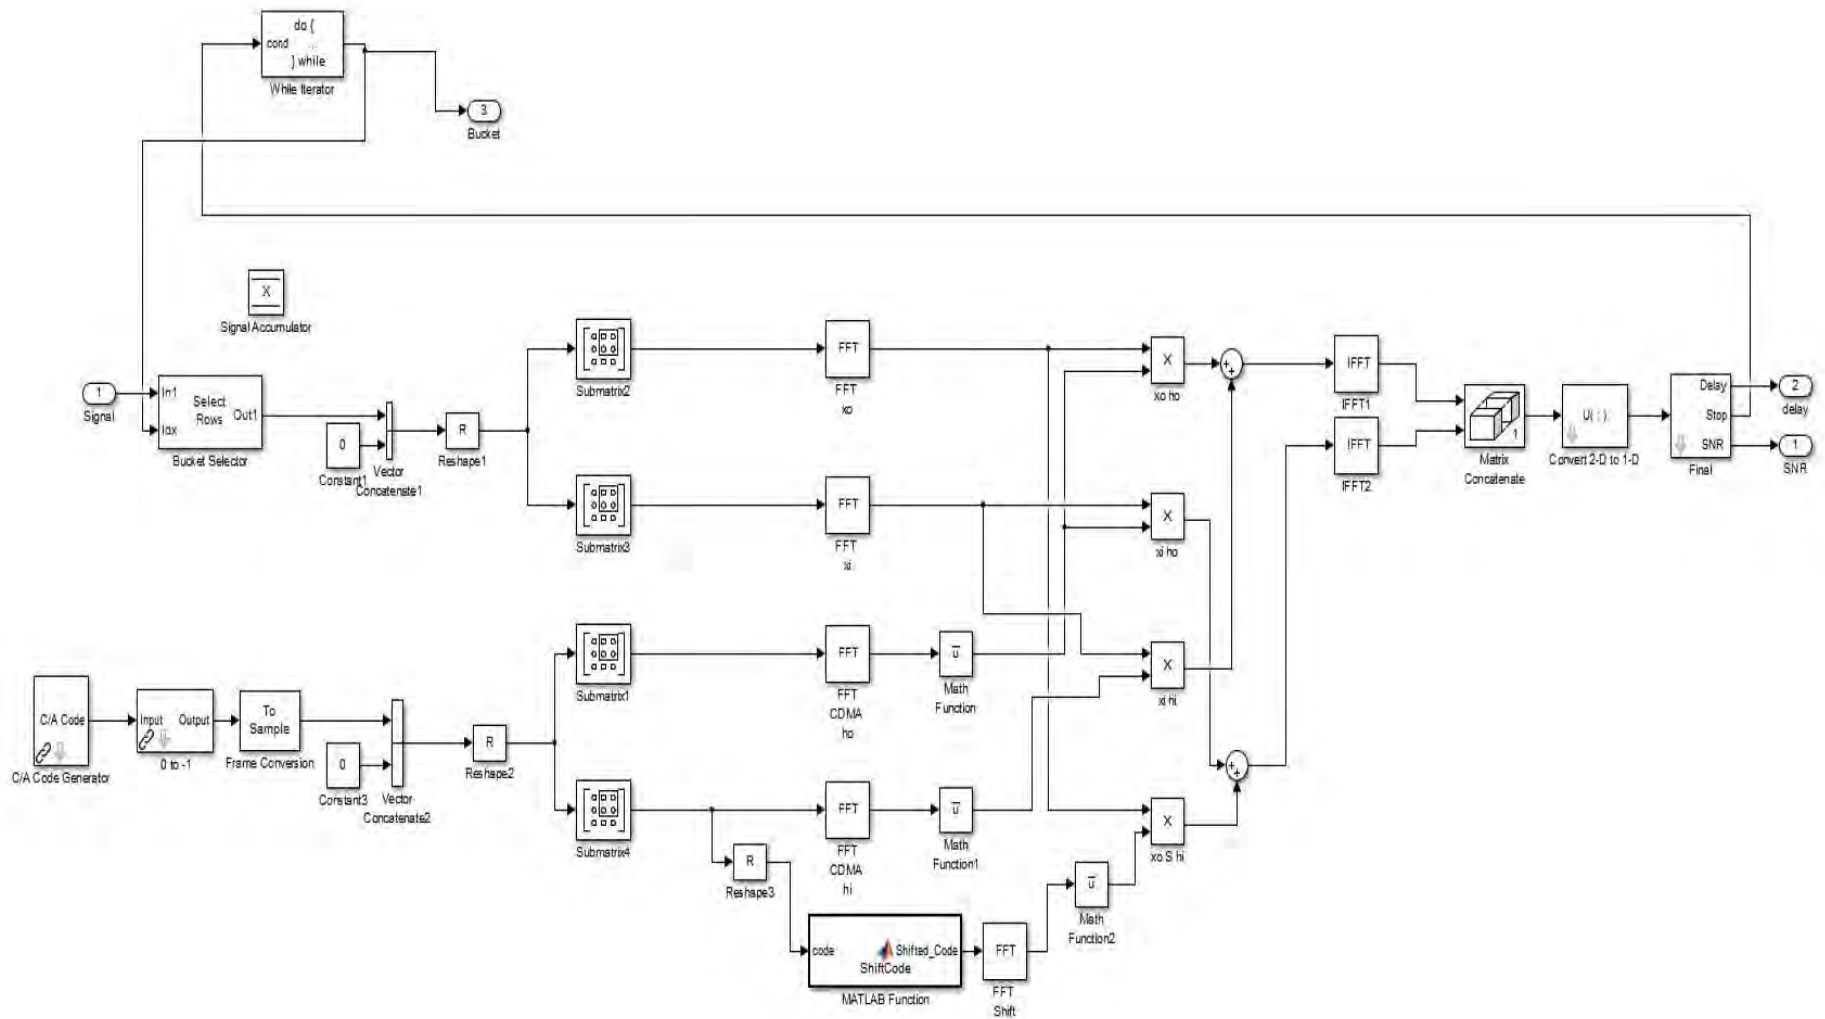 do {
cond ...
} while
While Iterator
3
Bucket
X
Signal Accumulator
1
Signal
In1
Select
Rows
Out1
Idx
Bucket Selector
0
Constant1
Vector
Concatenate1
R
Reshape1
Submatrix2
FFT
FFT
xo
X
xo ho
+
+
IFFT
IFFT1
IFFT
IFFT2
1
Matrix
Concatenate
U( : )
Convert 2-D to 1-D
Delay
Stop
SNR
Final
2
delay
1
SNR
Submatrix3
FFT
FFT
xi
X
xi ho
C/A Code
C/A Code Generator
Input Output
0 to -1
To
Sample
Frame Conversion
0
Constant3
Vector
Concatenate2
R
Reshape2
Submatrix1
FFT
FFT
CDMA
ho
u
Math
Function
X
xi hi
+
+
Submatrix4
FFT
FFT
CDMA
hi
u
Math
Function1
X
xo S hi
R
Reshape3
code
Shifted_Code
ShiftCode
MATLAB Function
FFT
FFT
Shift
u
Math
Function2